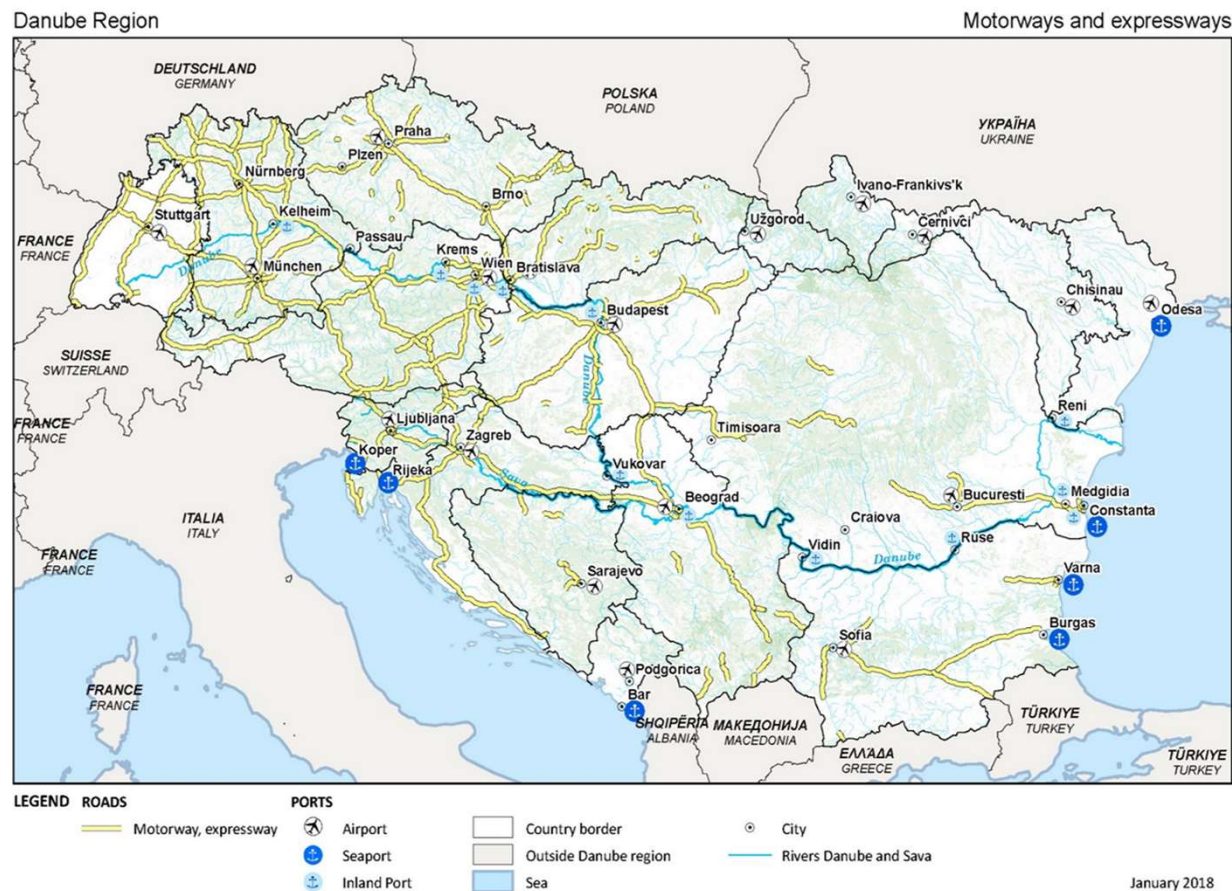 Danube Region
Motorways and expressways
DEUTSCHLAND
GERMANY
POLSKA
POLAND
УКРАЇНА
UKRAINE
Praha
Plzen
Nürnberg
Brno
Ivano-Frankivs'k
Stuttgart
Kelheim
Užgorod
Černivci
FRANCE
FRANCE
Danube
Passau
Krems
Wien
München
Bratislava
Chisinau
Budapest
Odesa
SUISSE
SWITZERLAND
Danube
FRANCE
FRANCE
Ljubljana
Zagreb
Timisoara
Reni
Koper
Rijeka
Vukovar
Sava
Beograd
Bucuresti
Medgidia
Constanta
ITALIA
ITALY
Craiova
Vidin
Danube
Ruse
FRANCE
FRANCE
Sarajevo
Varna
Sofia
Burgas
Podgorica
FRANCE
FRANCE
Bar
SHQIPËRIA
ALBANIA
МАКЕДОНИЈА
MACEDONIA
ΕΛΛΆΔΑ
GREECE
TÜRKIYE
TURKEY
TÜRKIYE
TURKEY
LEGEND
ROADS
PORTS
Motorway, expressway
Airport
Country border
City
Seaport
Outside Danube region
Rivers Danube and Sava
Inland Port
Sea
January 2018